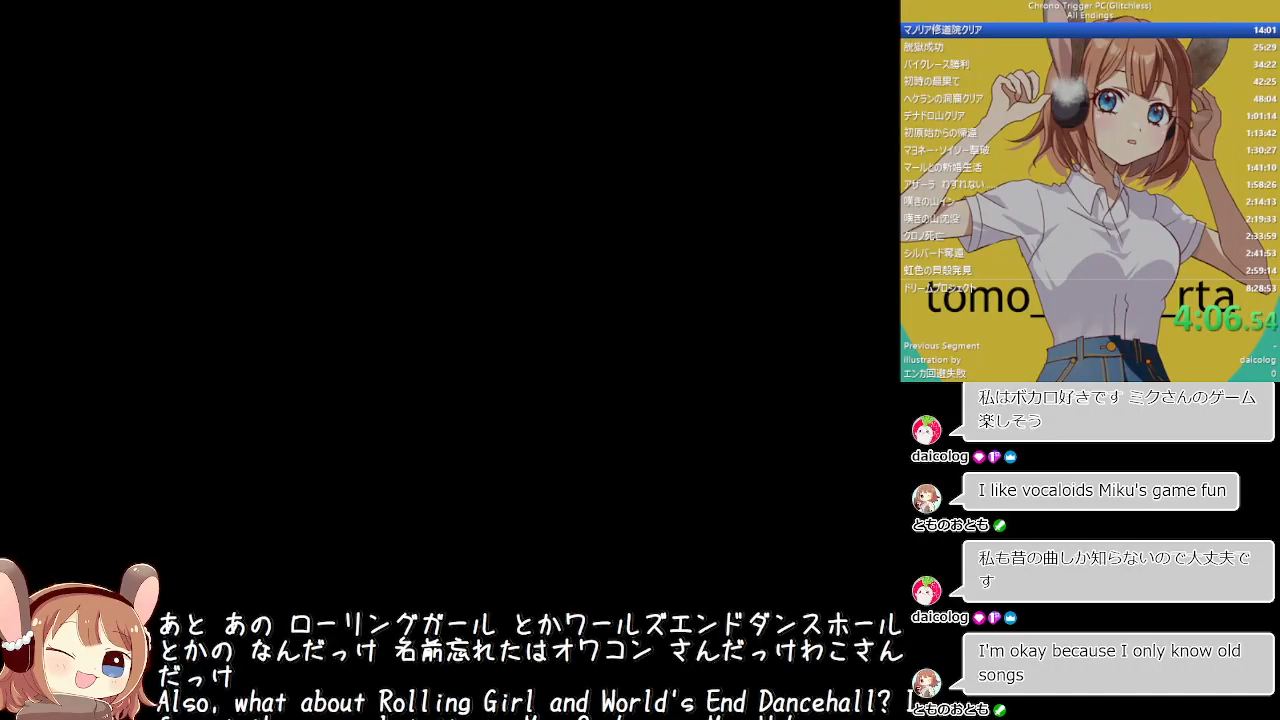 Chrono Trigger PC(Glitchless)
All Endings
マノリア修道院クリア 14:01
脱獄成功 25:29
バイクレース勝利 34:22
初時の最果て 42:25
ヘケランの洞窟クリア 48:04
デナドロ山クリア 1:01:14
初原始からの帰還 1:13:42
マヨネー・ソイソー撃破 1:30:27
マールとの新婚生活 1:41:10
アザーラ わすれない..... 1:58:26
嘆きの山イン 2:14:13
嘆きの山沈没 2:19:33
クロノ死亡 2:33:59
シルバード奪還 2:41:53
虹色の貝殻発見 2:59:14
ドリームプロジェクト 8:28:53
tomo_ _rta
4:06.54
Previous Segment -
Illustration by daicolog
エンカ回避失敗 0
私はボカロ好きです ミクさんのゲーム
楽しそう
daicolog
I like vocaloids Miku's game fun
とものおとも
私も昔の曲しか知らないので大丈夫で
す
daicolog
I'm okay because I only know old
songs
とものおとも
あと あの ローリングガール とかワールズエンドダンスホール
とかの なんだっけ 名前忘れたはオワコン さんだっけわこさん
だっけ
Also, what about Rolling Girl and World's End Dancehall? I